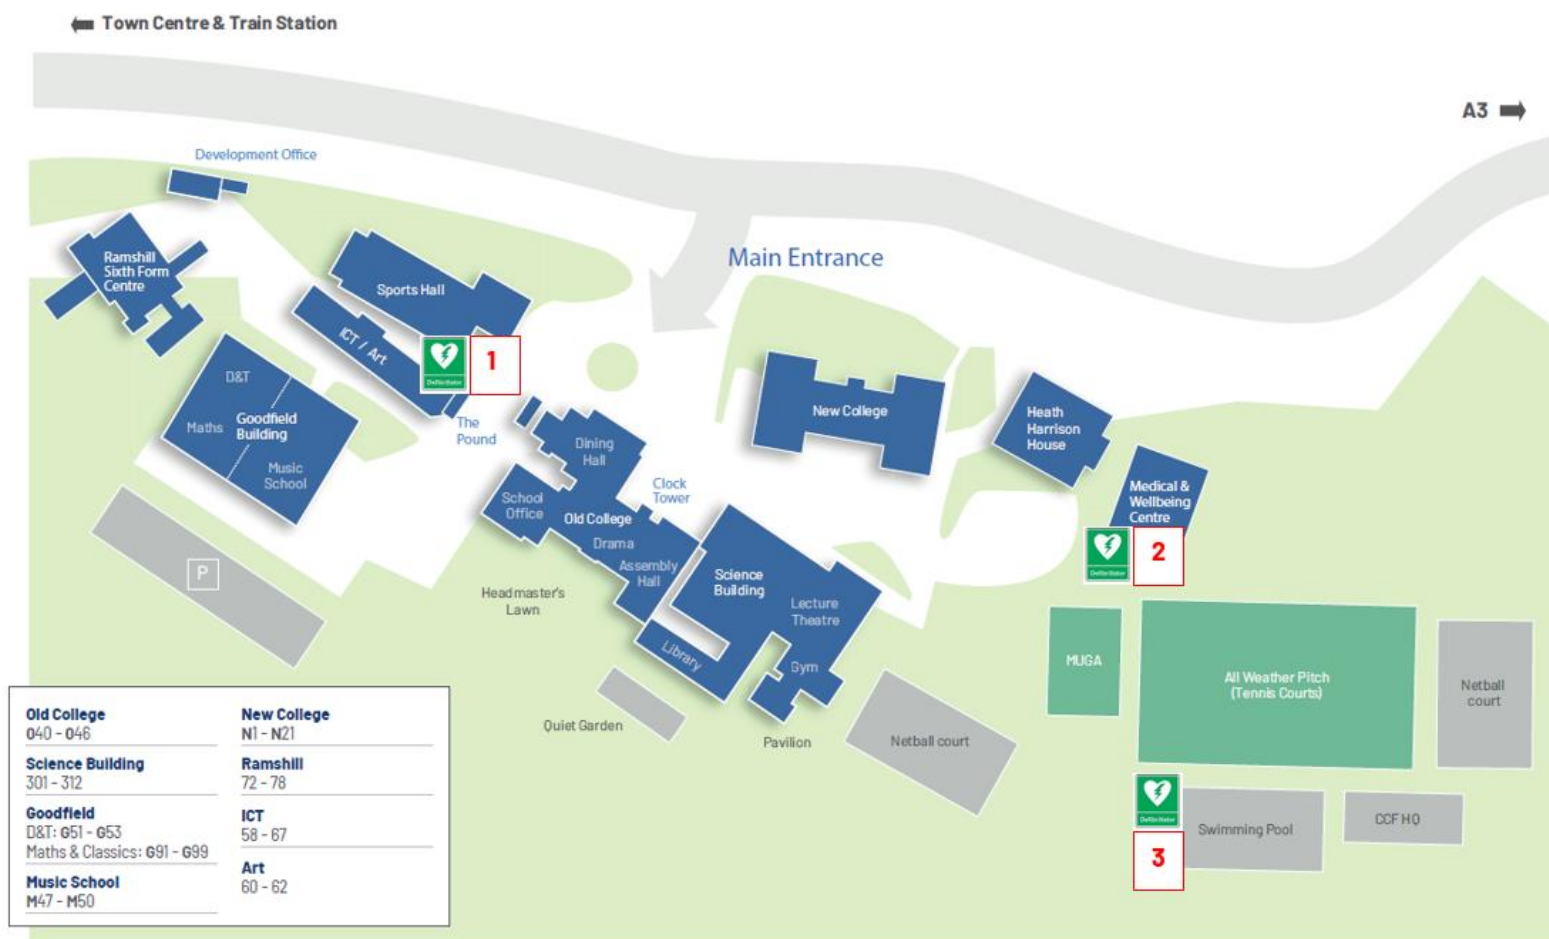 Town Centre & Train Station
A3
Development Office
Main Entrance
Ramshill
Sixth Form
Centre
Sports Hall
ICT / Art
1
D&T
Maths
Goodfield
Building
Music
School
The
Pound
Dining
Hall
New College
Heath
Harrison
House
School
Office
Old College
Clock
Tower
Drama
Assembly
Hall
Medical &
Wellbeing
Centre
Defibrillator
2
Defibrillator
P
Headmaster's
Lawn
Science
Building
Lecture
Theatre
Library
Gym
MUGA
All Weather Pitch
(Tennis Courts)
Netball
court
Quiet Garden
Pavilion
Netball court
Defibrillator
3
Swimming Pool
CCF HQ
Old College
O40 - O46
Science Building
301 - 312
Goodfield
D&T: G51 - G53
Maths & Classics: G91 - G99
Music School
M47 - M50
New College
N1 - N21
Ramshill
72 - 78
ICT
58 - 67
Art
60 - 62